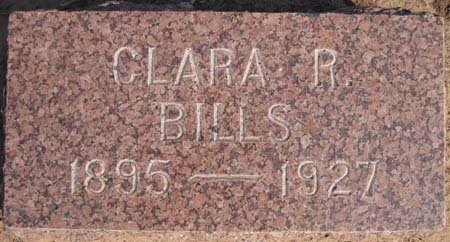 CLARA R.
BILLS
1895 — 1927